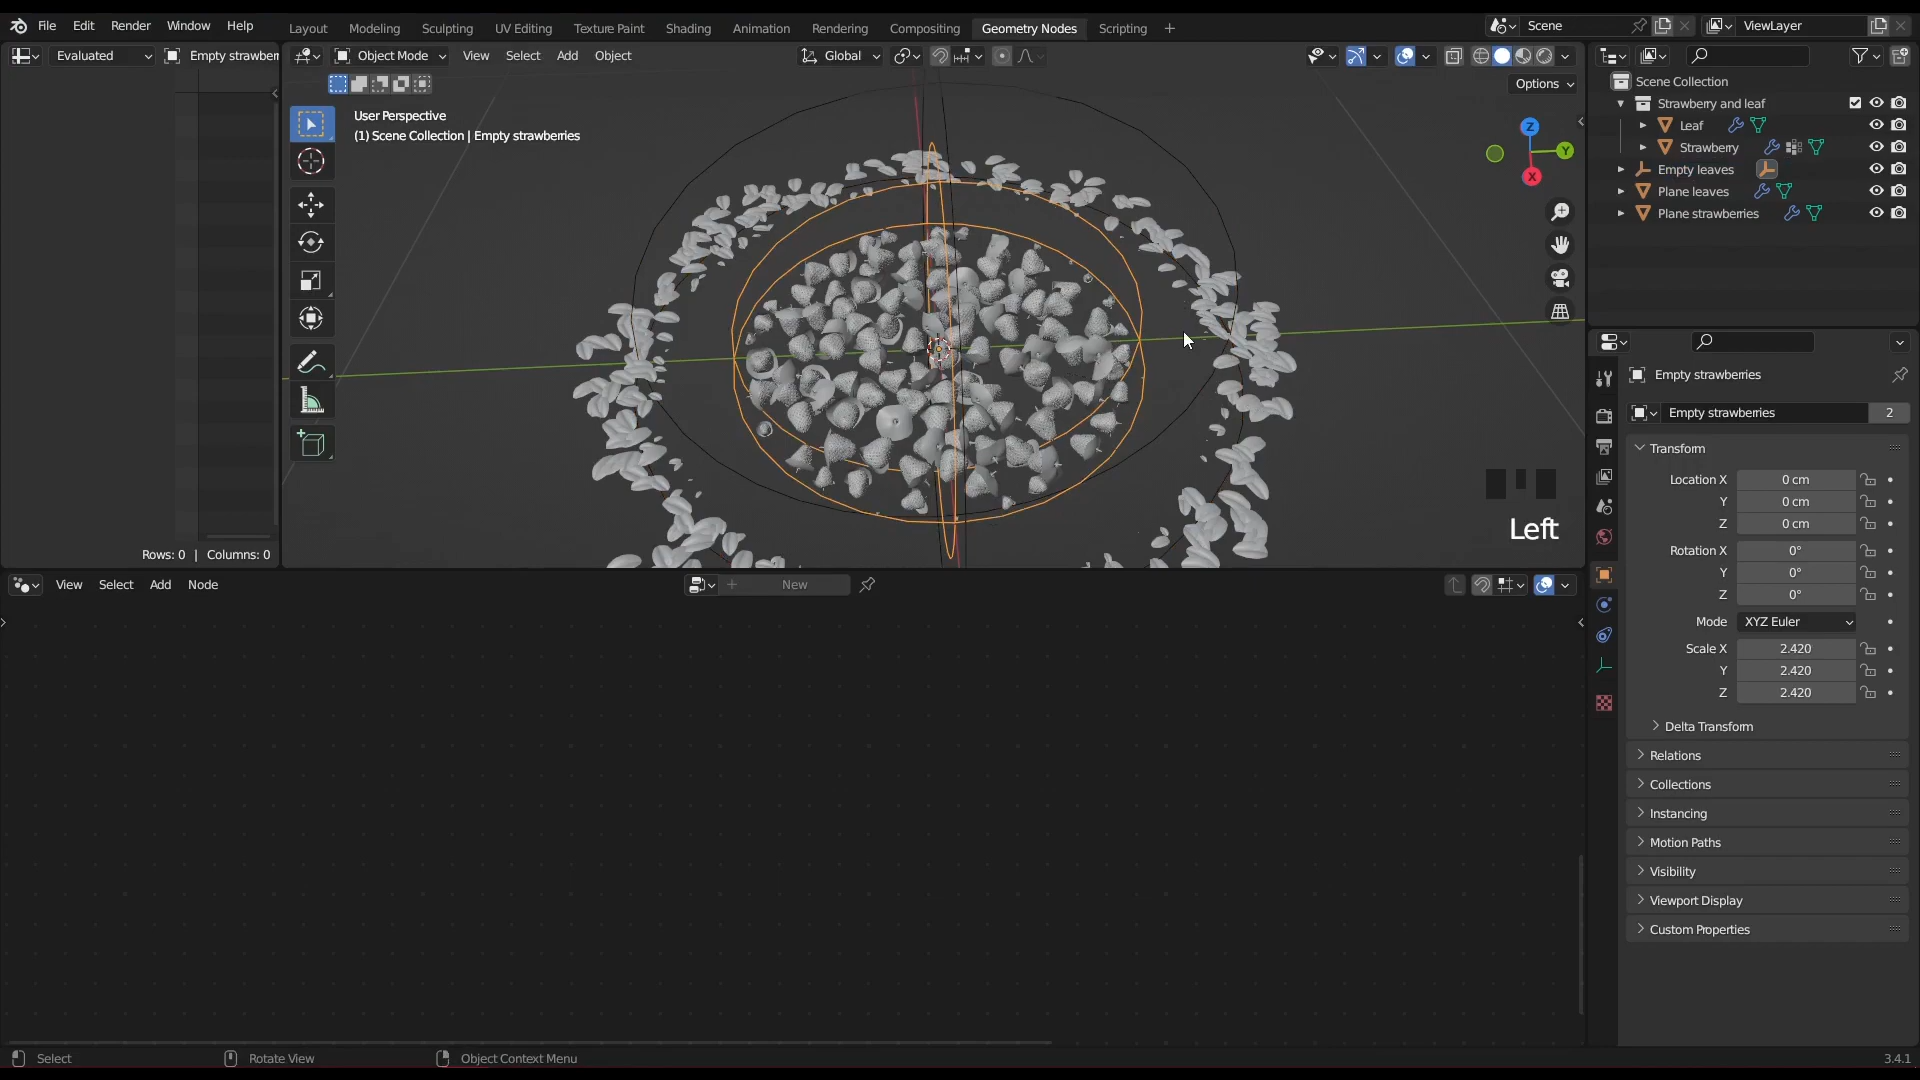 File Edit Render Window Help
Layout Modeling Sculpting UV Editing Texture Paint Shading Animation Rendering Compositing Geometry Nodes Scripting +
Scene
ViewLayer
Evaluated
Empty strawberr
Object Mode View Select Add Object
Global
Options
User Perspective
(1) Scene Collection | Empty strawberries
Z
Y
X
Left
Rows: 0 | Columns: 0
Scene Collection
Strawberry and leaf
Leaf
Strawberry
Empty leaves
Plane leaves
Plane strawberries
Empty strawberries
Empty strawberries 2
Transform
Location X 0 cm
Y 0 cm
Z 0 cm
Rotation X 0°
Y 0°
Z 0°
Mode XYZ Euler
Scale X 2.420
Y 2.420
Z 2.420
Delta Transform
Relations
Collections
Instancing
Motion Paths
Visibility
Viewport Display
Custom Properties
View Select Add Node
New
Select
Rotate View
Object Context Menu
3.4.1